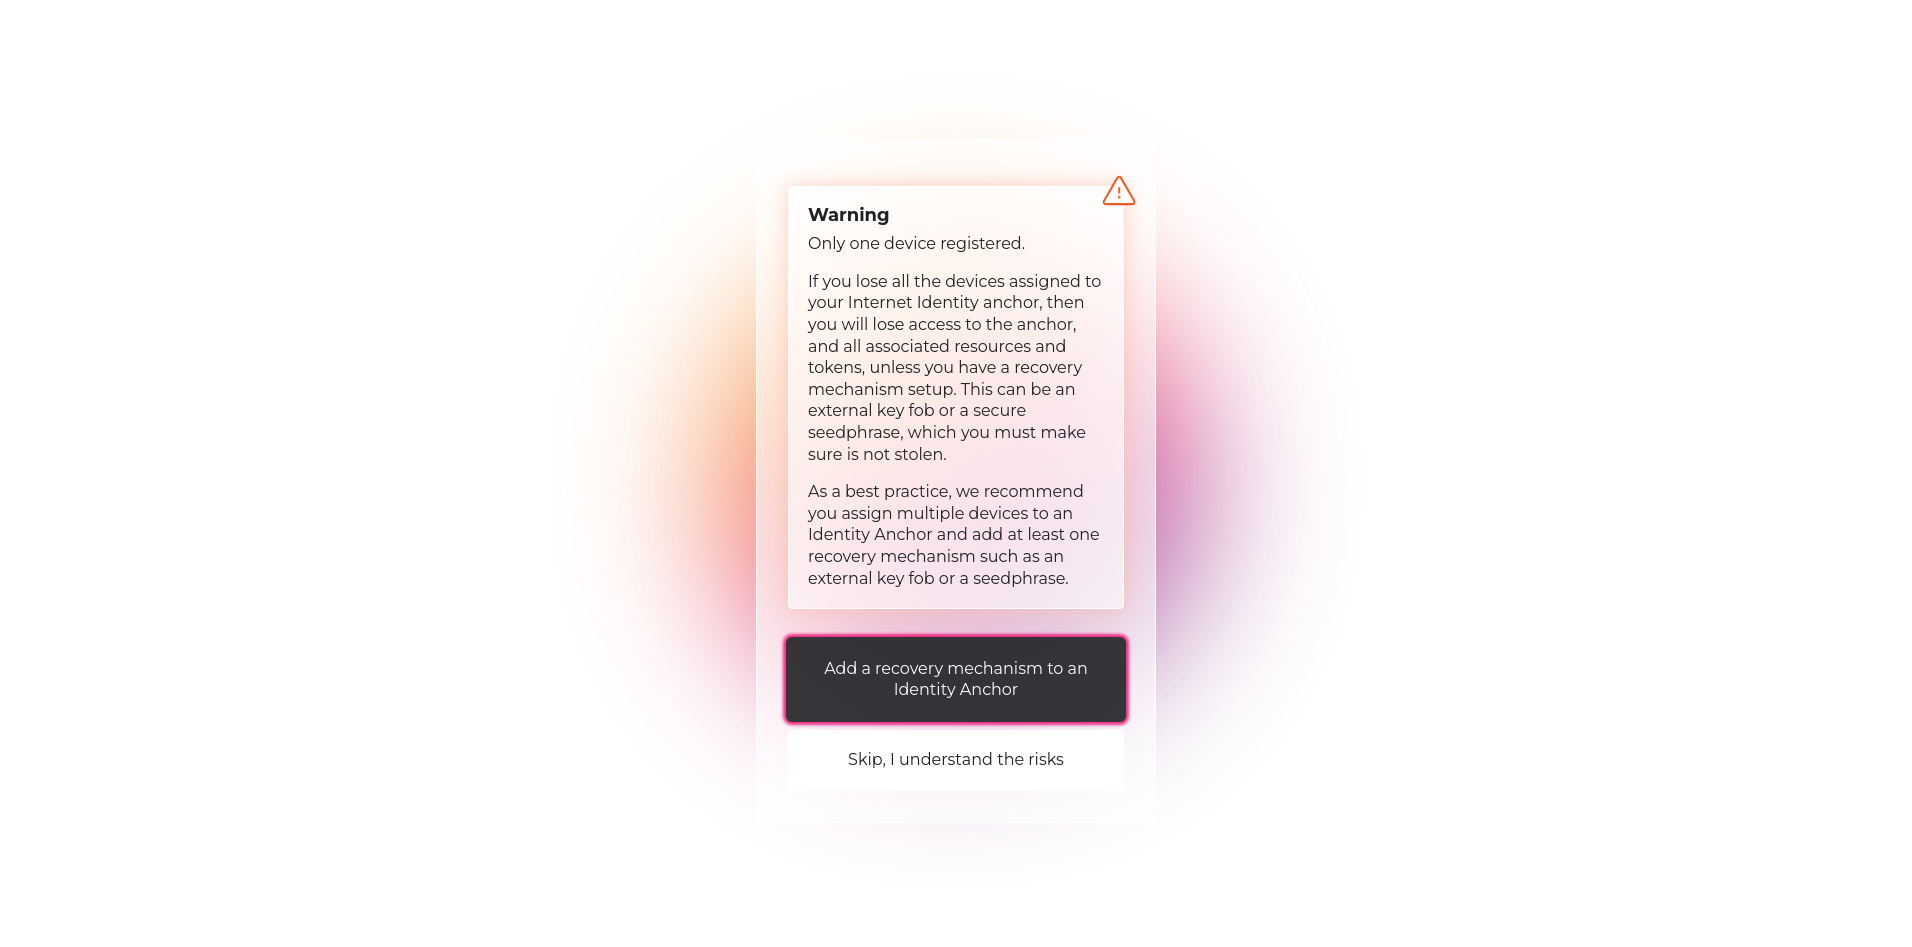 Warning
Only one device registered.
If you lose all the devices assigned to
your Internet Identity anchor, then
you will lose access to the anchor,
and all associated resources and
tokens, unless you have a recovery
mechanism setup. This can be an
external key fob or a secure
seedphrase, which you must make
sure is not stolen.
As a best practice, we recommend
you assign multiple devices to an
Identity Anchor and add at least one
recovery mechanism such as an
external key fob or a seedphrase.
Add a recovery mechanism to an
Identity Anchor
Skip, I understand the risks